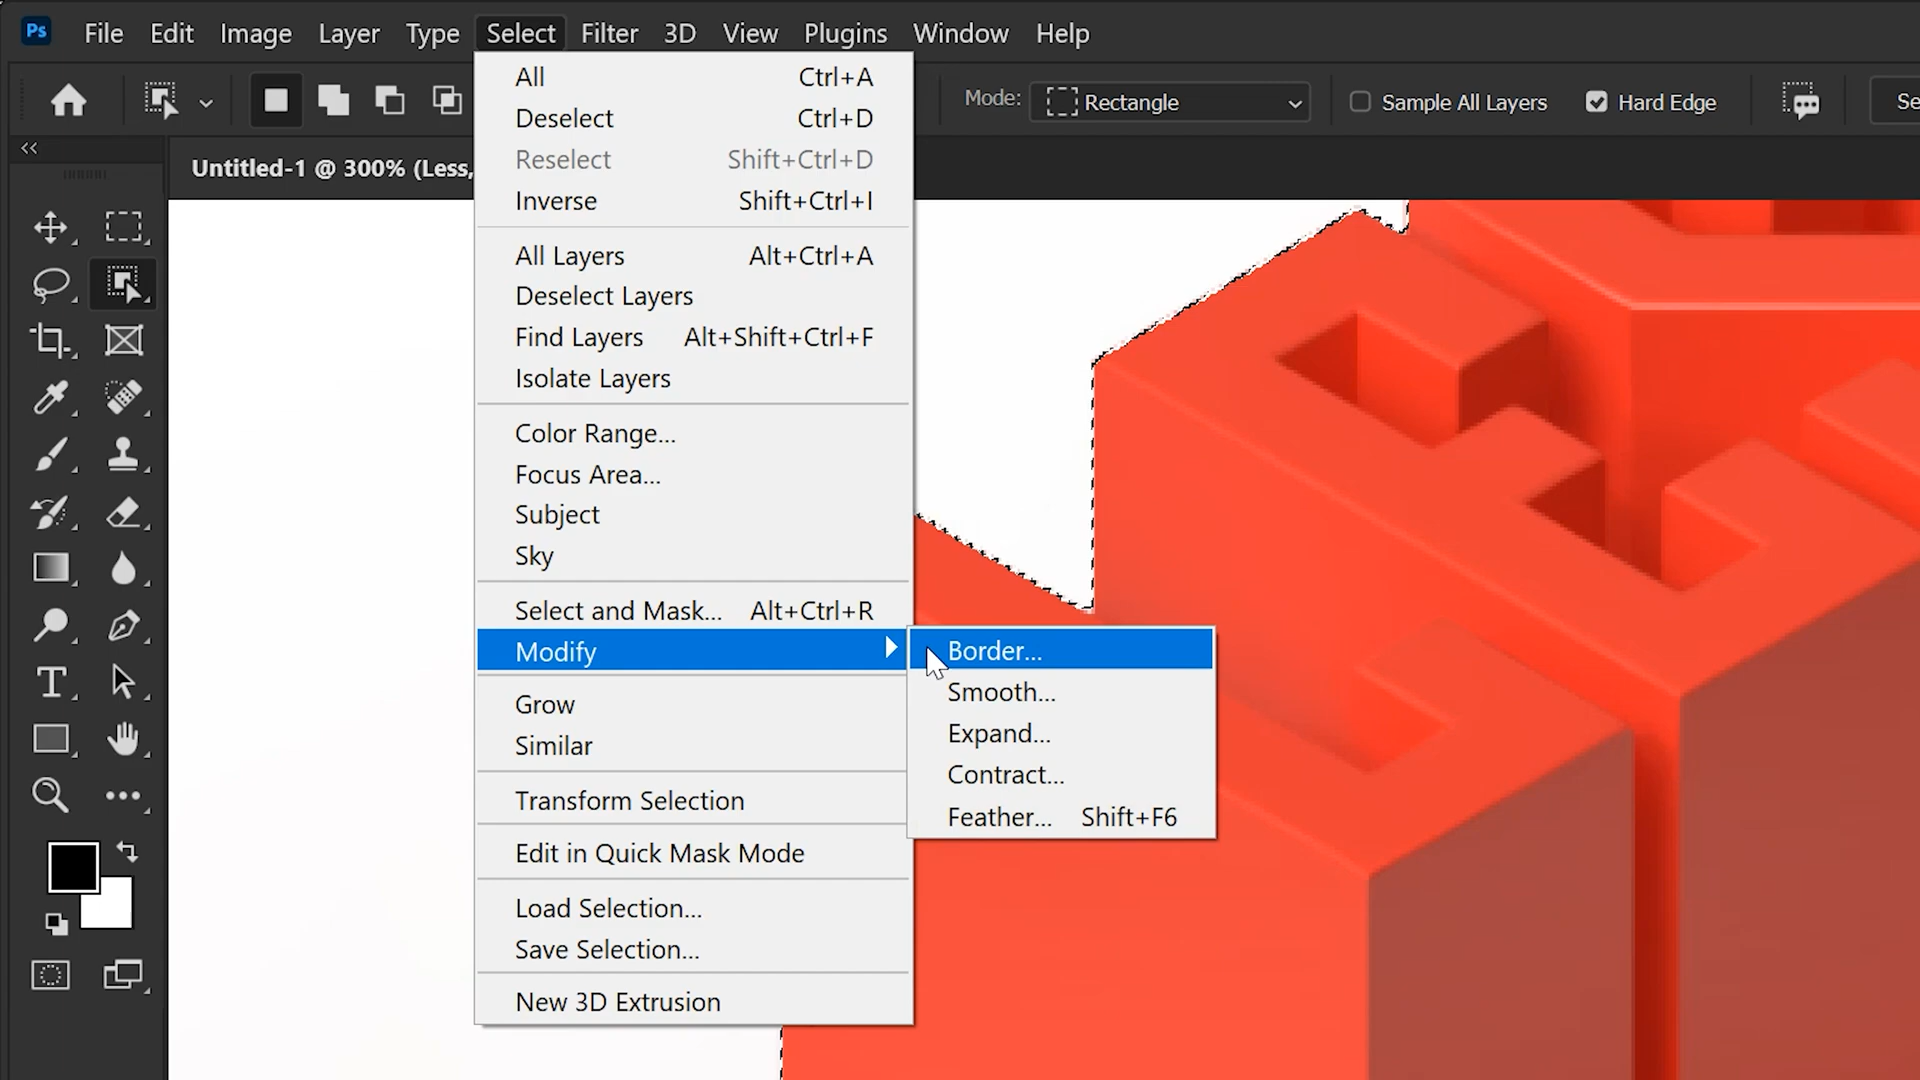 Ps File Edit Image Layer Type Select Filter 3D View Plugins Window Help
Mode: Rectangle Sample All Layers Hard Edge Se
Untitled-1 @ 300% (Less,
All Ctrl+A
Deselect Ctrl+D
Reselect Shift+Ctrl+D
Inverse Shift+Ctrl+I
All Layers Alt+Ctrl+A
Deselect Layers
Find Layers Alt+Shift+Ctrl+F
Isolate Layers
Color Range...
Focus Area...
Subject
Sky
Select and Mask... Alt+Ctrl+R
Modify
Border...
Smooth...
Expand...
Contract...
Feather... Shift+F6
Grow
Similar
Transform Selection
Edit in Quick Mask Mode
Load Selection...
Save Selection...
New 3D Extrusion